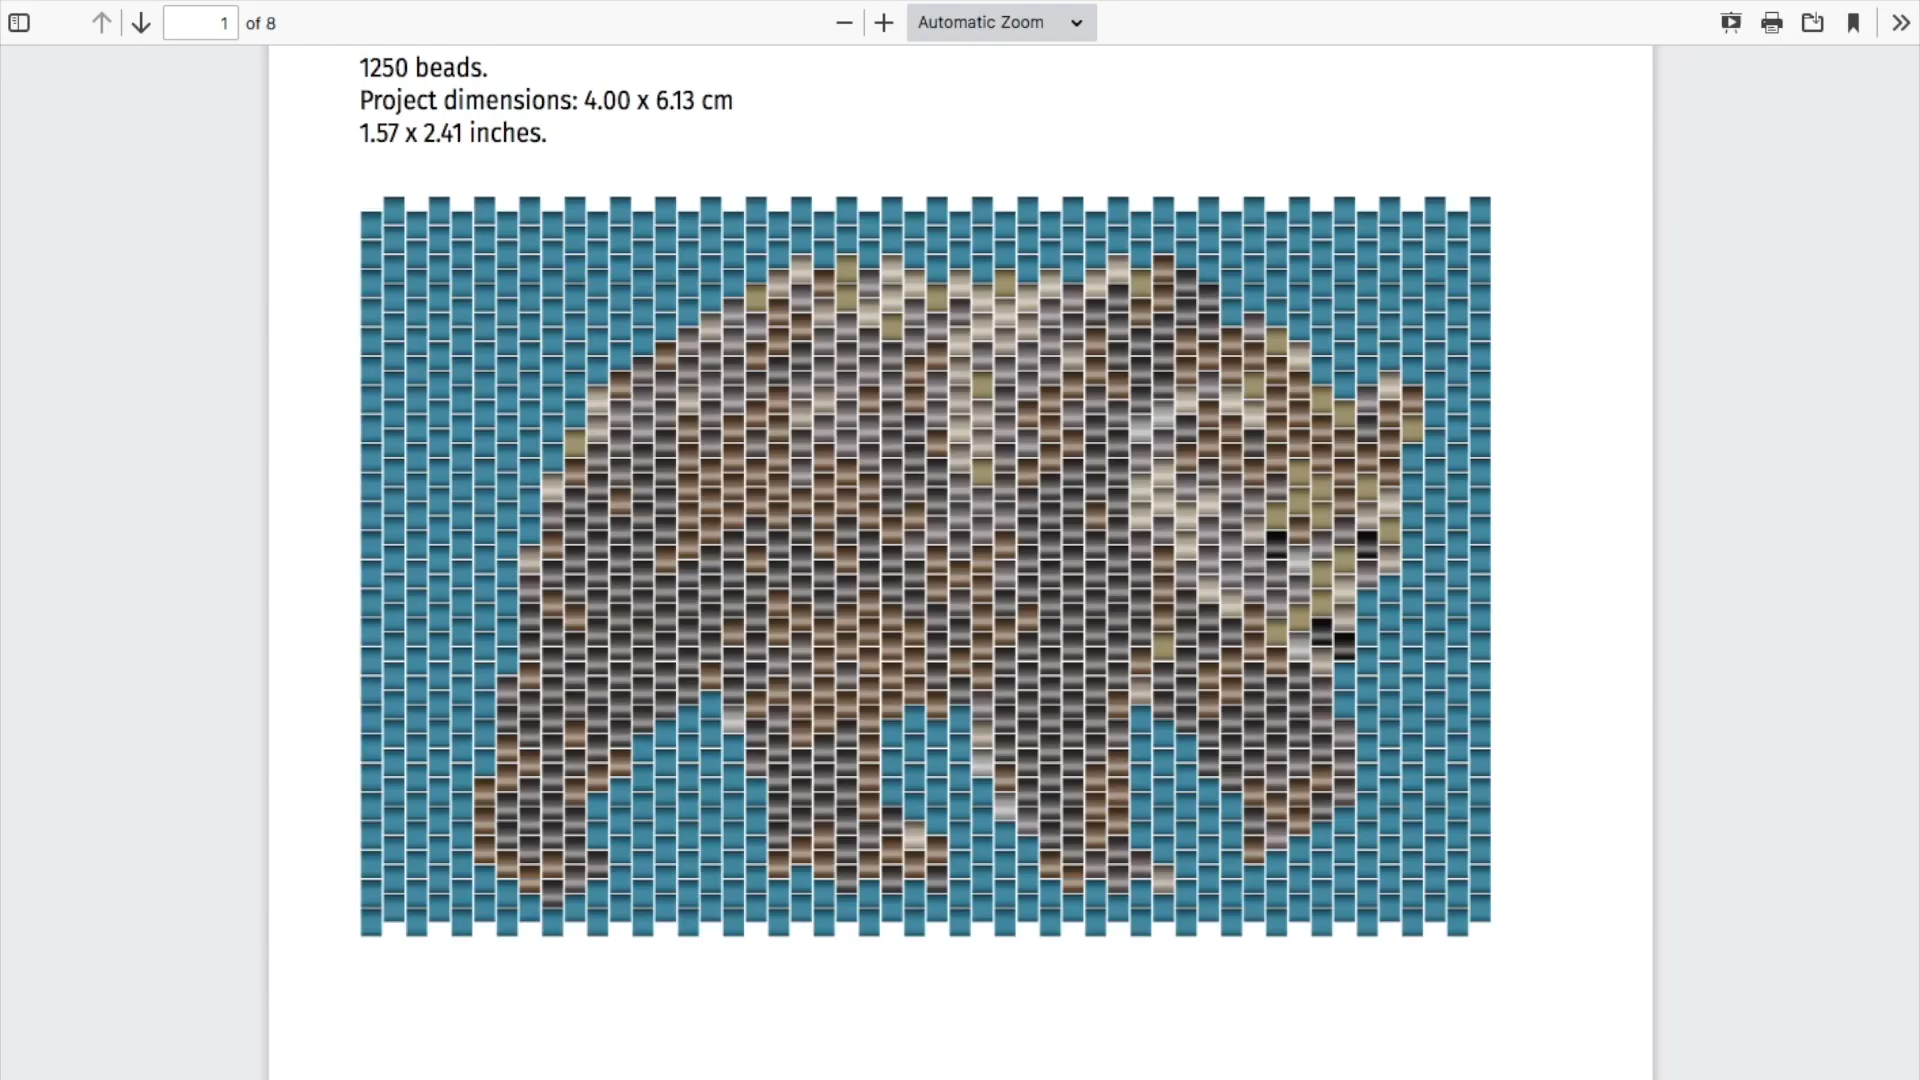 1
of 8
Automatic Zoom
1250 beads.
Project dimensions: 4.00 x 6.13 cm
1.57 x 2.41 inches.